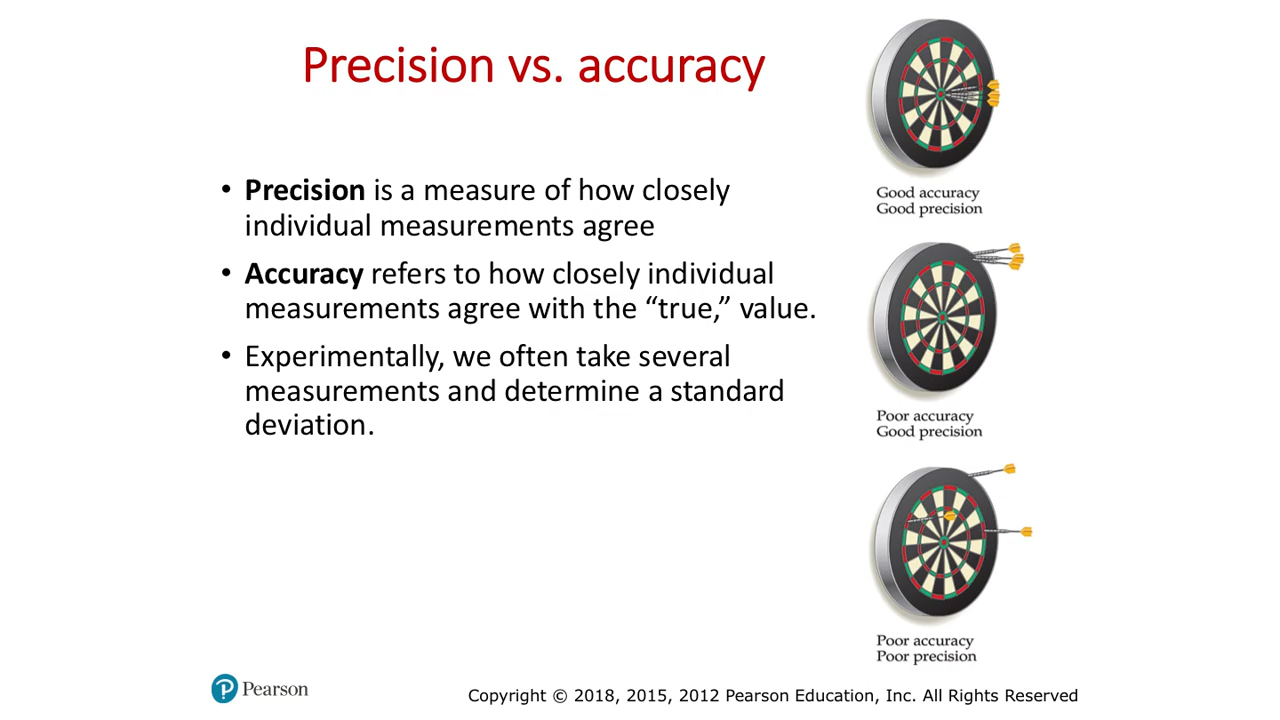 Precision vs. accuracy
• Precision is a measure of how closely
individual measurements agree
• Accuracy refers to how closely individual
measurements agree with the “true,” value.
• Experimentally, we often take several
measurements and determine a standard
deviation.
Good accuracy
Good precision
Poor accuracy
Good precision
Poor accuracy
Poor precision
P Pearson
Copyright © 2018, 2015, 2012 Pearson Education, Inc. All Rights Reserved